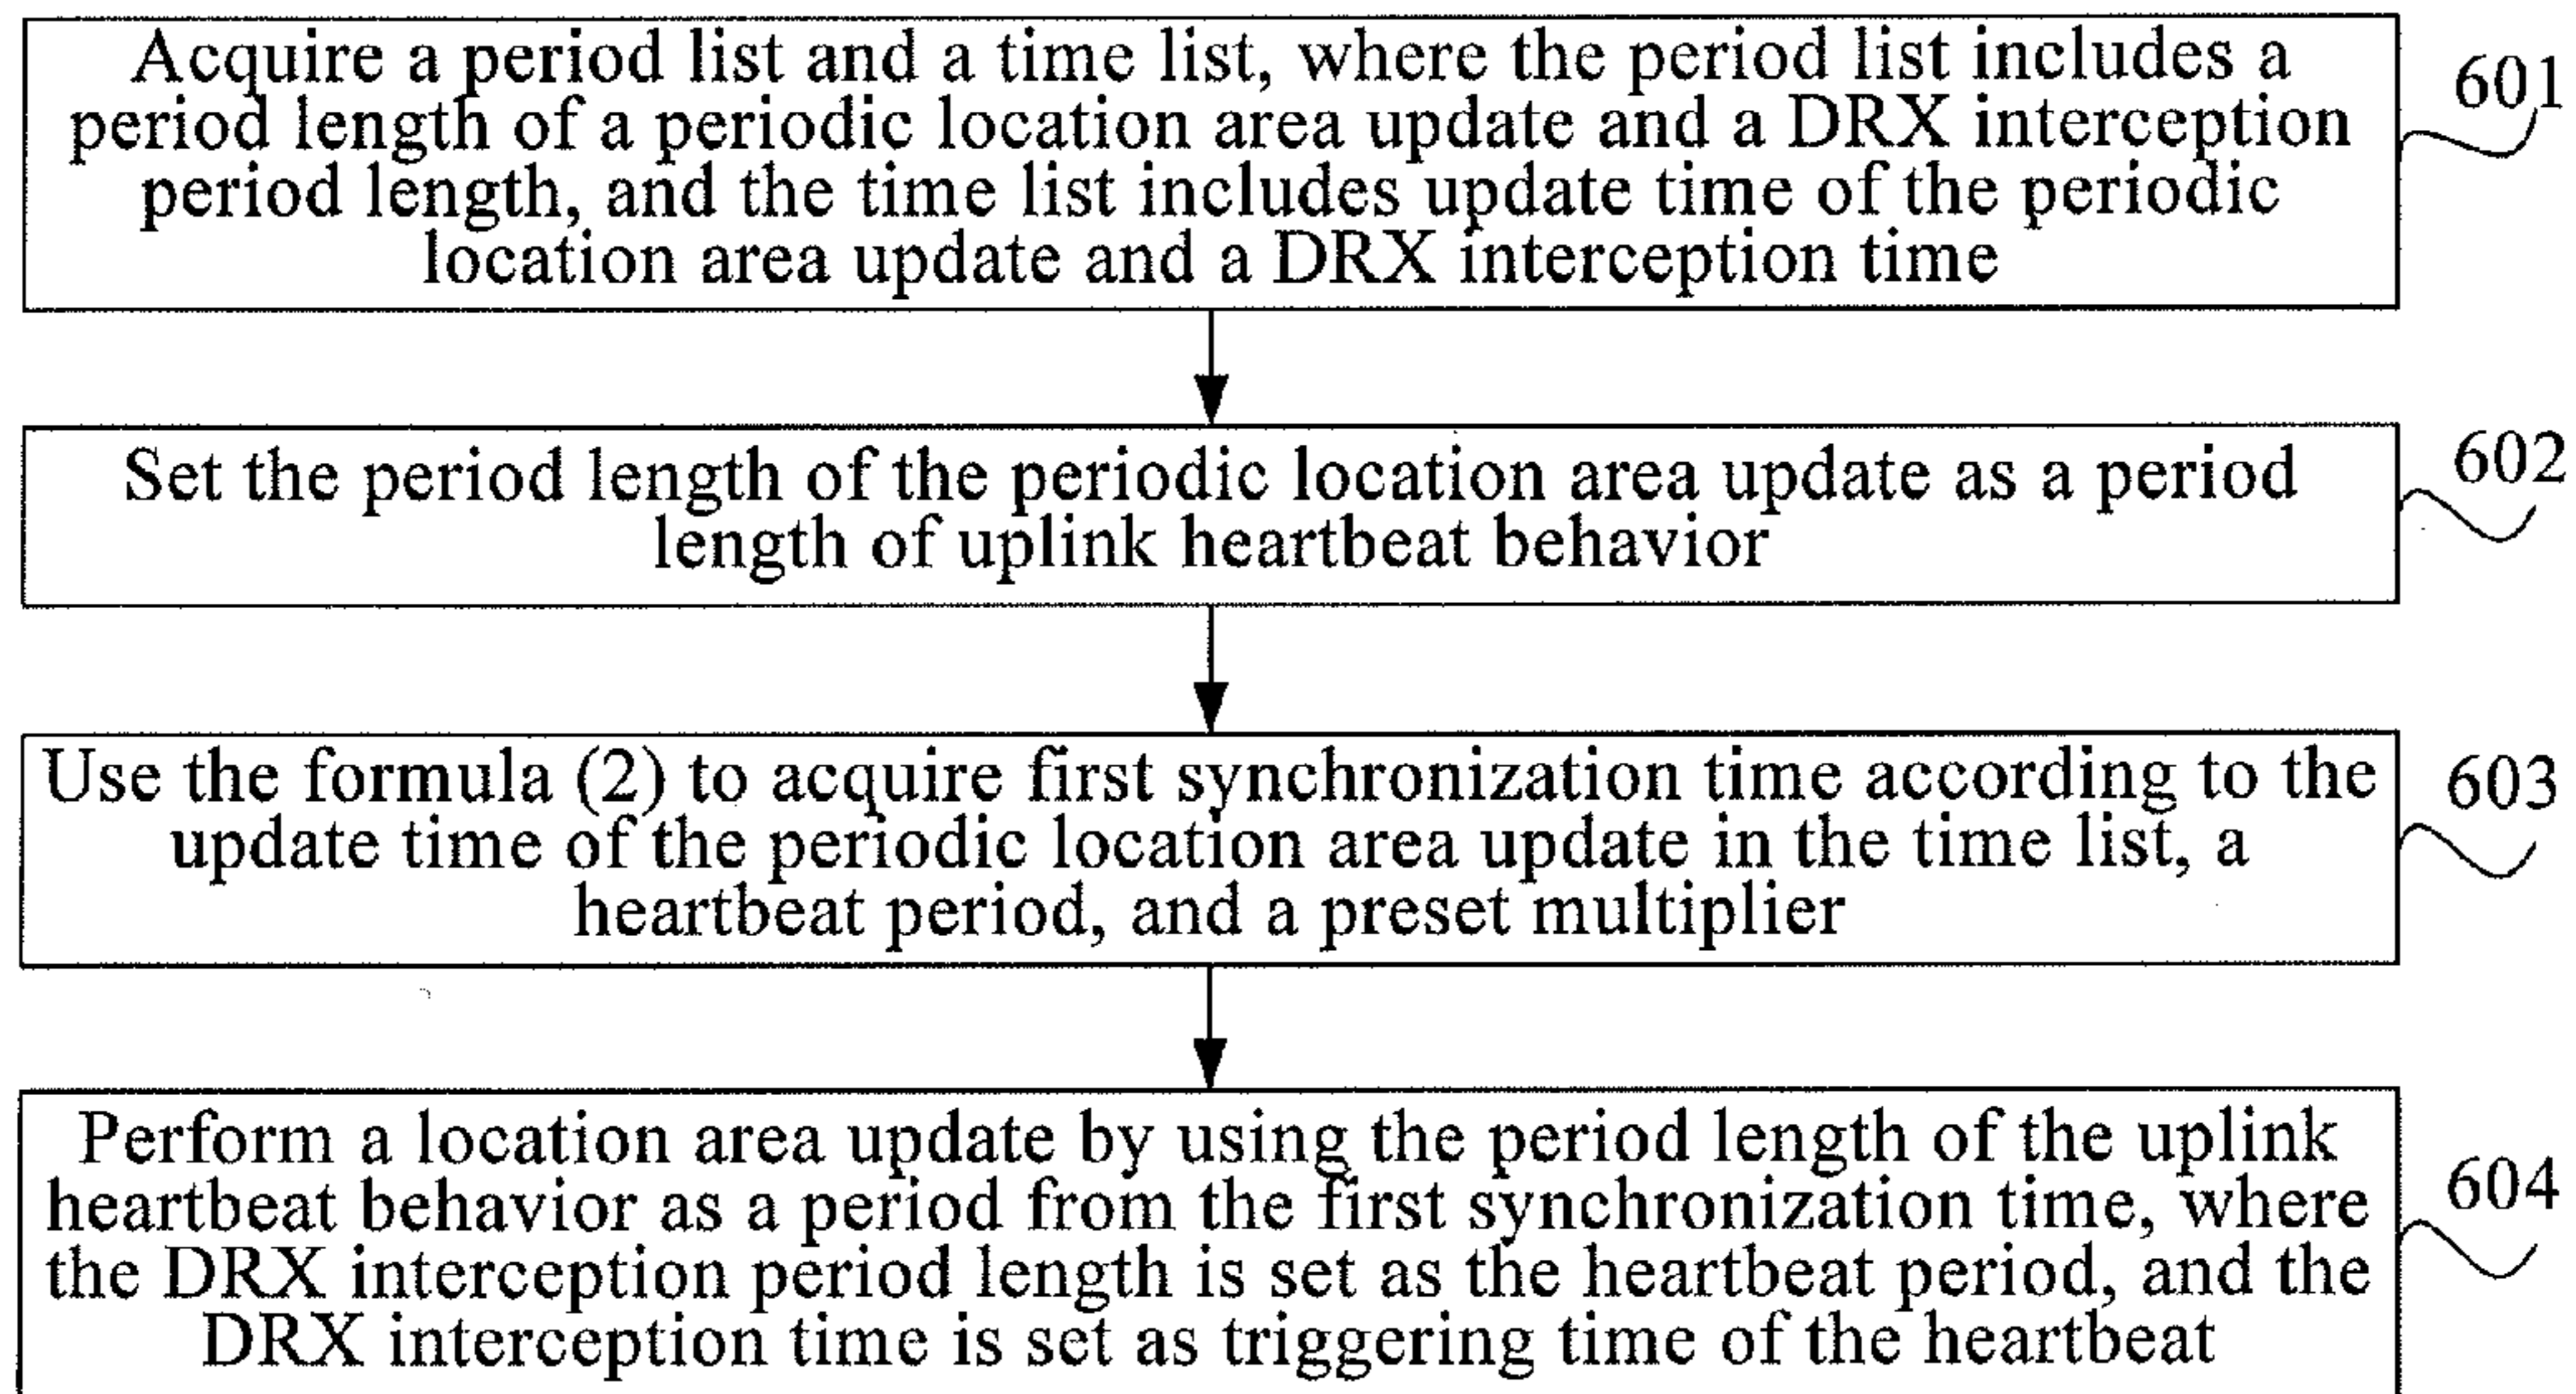 Acquire a period list and a time list, where the period list includes a
period length of a periodic location area update and a DRX interception
period length, and the time list includes update time of the periodic
location area update and a DRX interception time
601
Set the period length of the periodic location area update as a period
length of uplink heartbeat behavior
602
Use the formula (2) to acquire first synchronization time according to the
update time of the periodic location area update in the time list, a
heartbeat period, and a preset multiplier
603
Perform a location area update by using the period length of the uplink
heartbeat behavior as a period from the first synchronization time, where
the DRX interception period length is set as the heartbeat period, and the
DRX interception time is set as triggering time of the heartbeat
604